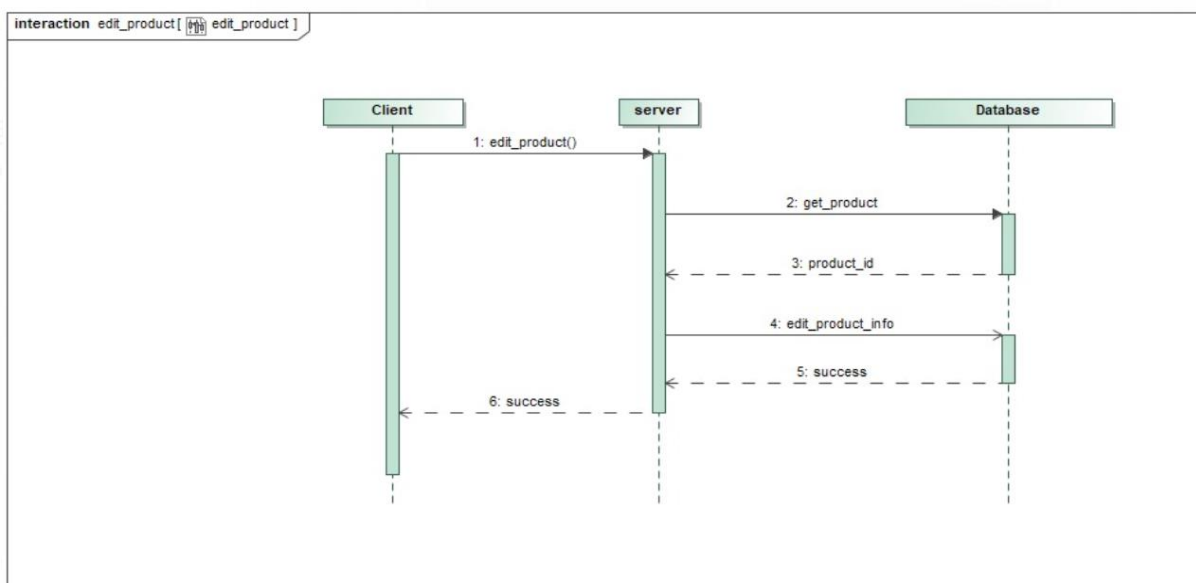 interaction edit_product [ edit_product ]
Client
server
Database
1: edit_product()
2: get_product
3: product_id
4: edit_product_info
5: success
6: success